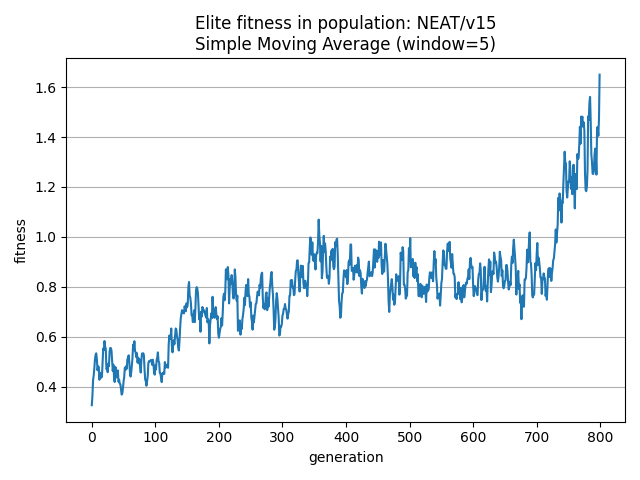 Elite fitness in population: NEAT/v15
Simple Moving Average (window=5)
fitness
1.6
1.4
1.2
1.0
0.8
0.6
0.4
0 100 200 300 400 500 600 700 800
generation